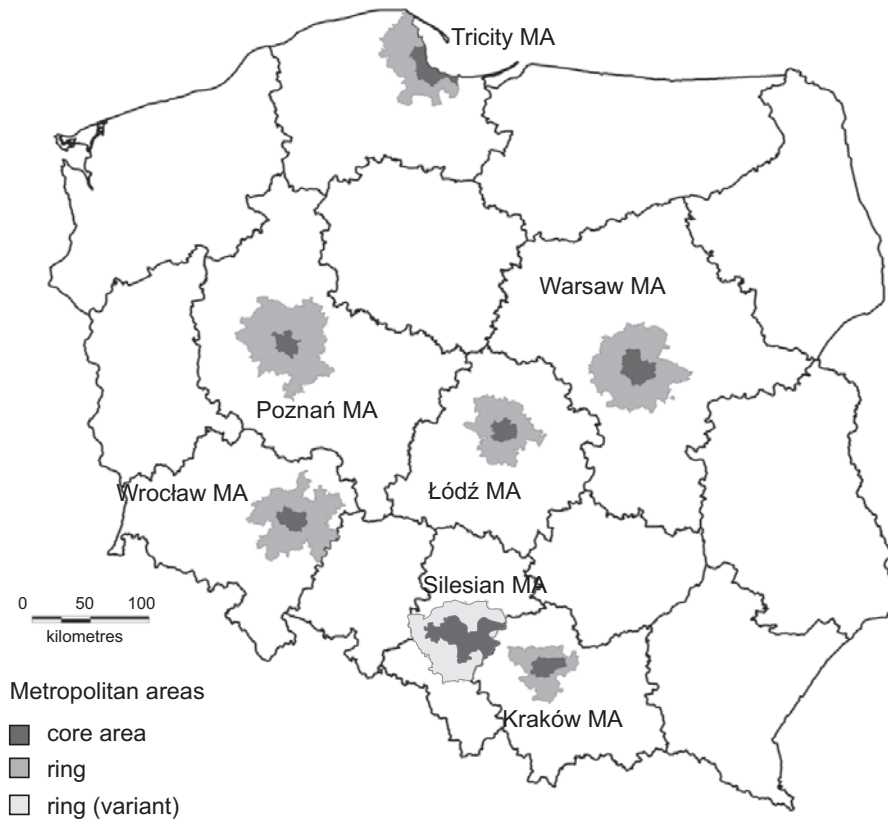 Tricity MA
Warsaw MA
Poznań MA
Łódź MA
Wrocław MA
Silesian MA
0 50 100
kilometres
Kraków MA
Metropolitan areas
core area
ring
ring (variant)